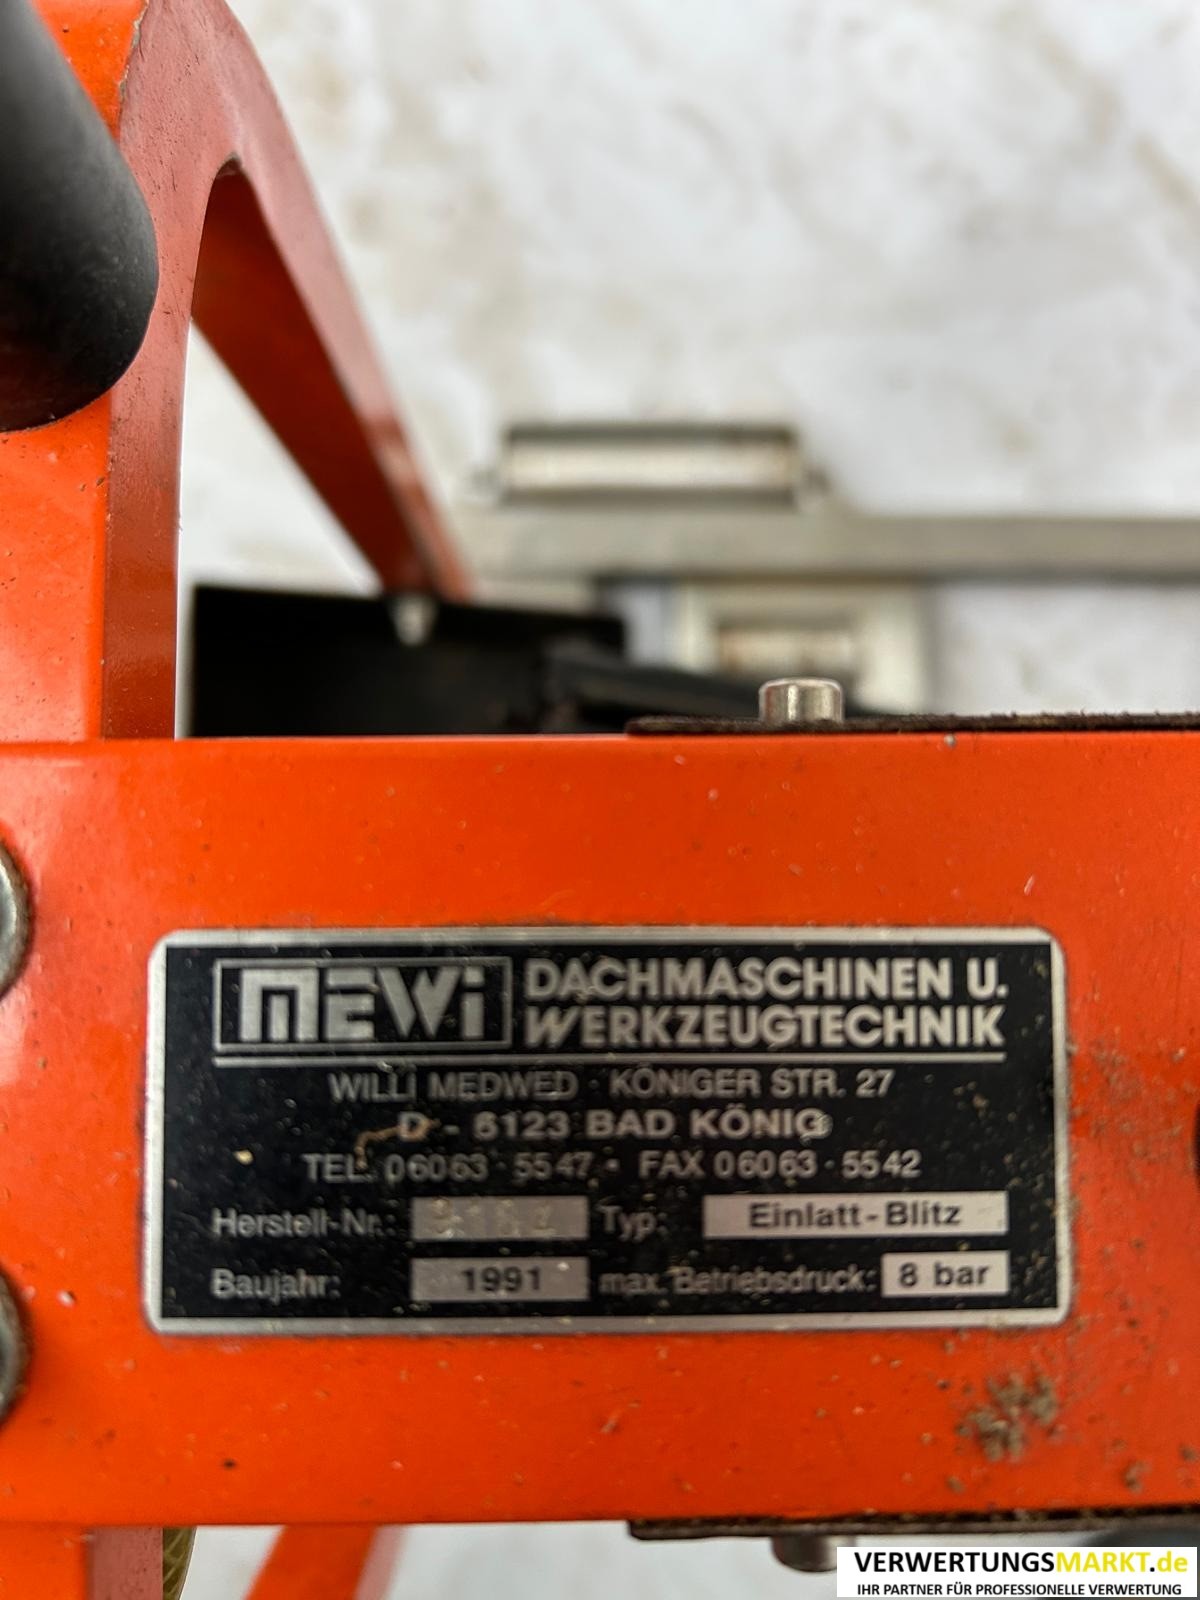 MEWi DACHMASCHINEN U.
WERKZEUGTECHNIK
WILLI MEDWED · KÖNIGER STR. 27
D - 6123 BAD KÖNIG
TEL. 06063 · 5547 · FAX 06063 · 5542
Herstell-Nr.: Typ: Einlatt-Blitz
Baujahr: 1991 max. Betriebsdruck: 8 bar
VERWERTUNGSMARKT.de
IHR PARTNER FÜR PROFESSIONELLE VERWERTUNG